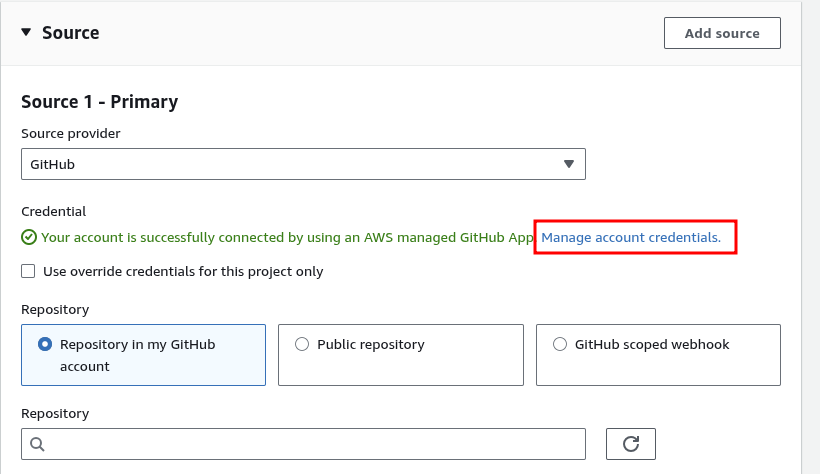 Source
Add source
Source 1 - Primary
Source provider
GitHub
Credential
Your account is successfully connected by using an AWS managed GitHub App. Manage account credentials.
Use override credentials for this project only
Repository
Repository in my GitHub
account
Public repository
GitHub scoped webhook
Repository